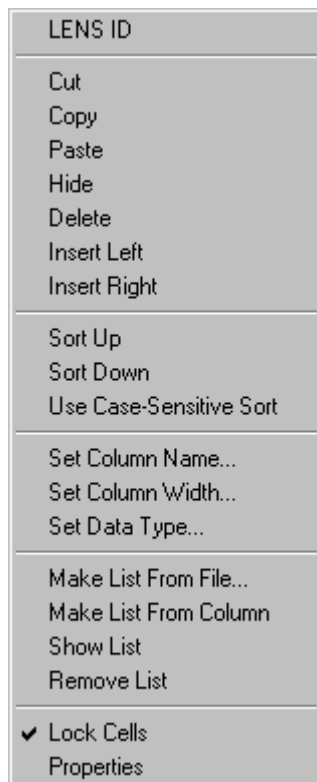 LENS ID
Cut
Copy
Paste
Hide
Delete
Insert Left
Insert Right
Sort Up
Sort Down
Use Case-Sensitive Sort
Set Column Name...
Set Column Width...
Set Data Type...
Make List From File...
Make List From Column
Show List
Remove List
Lock Cells
Properties